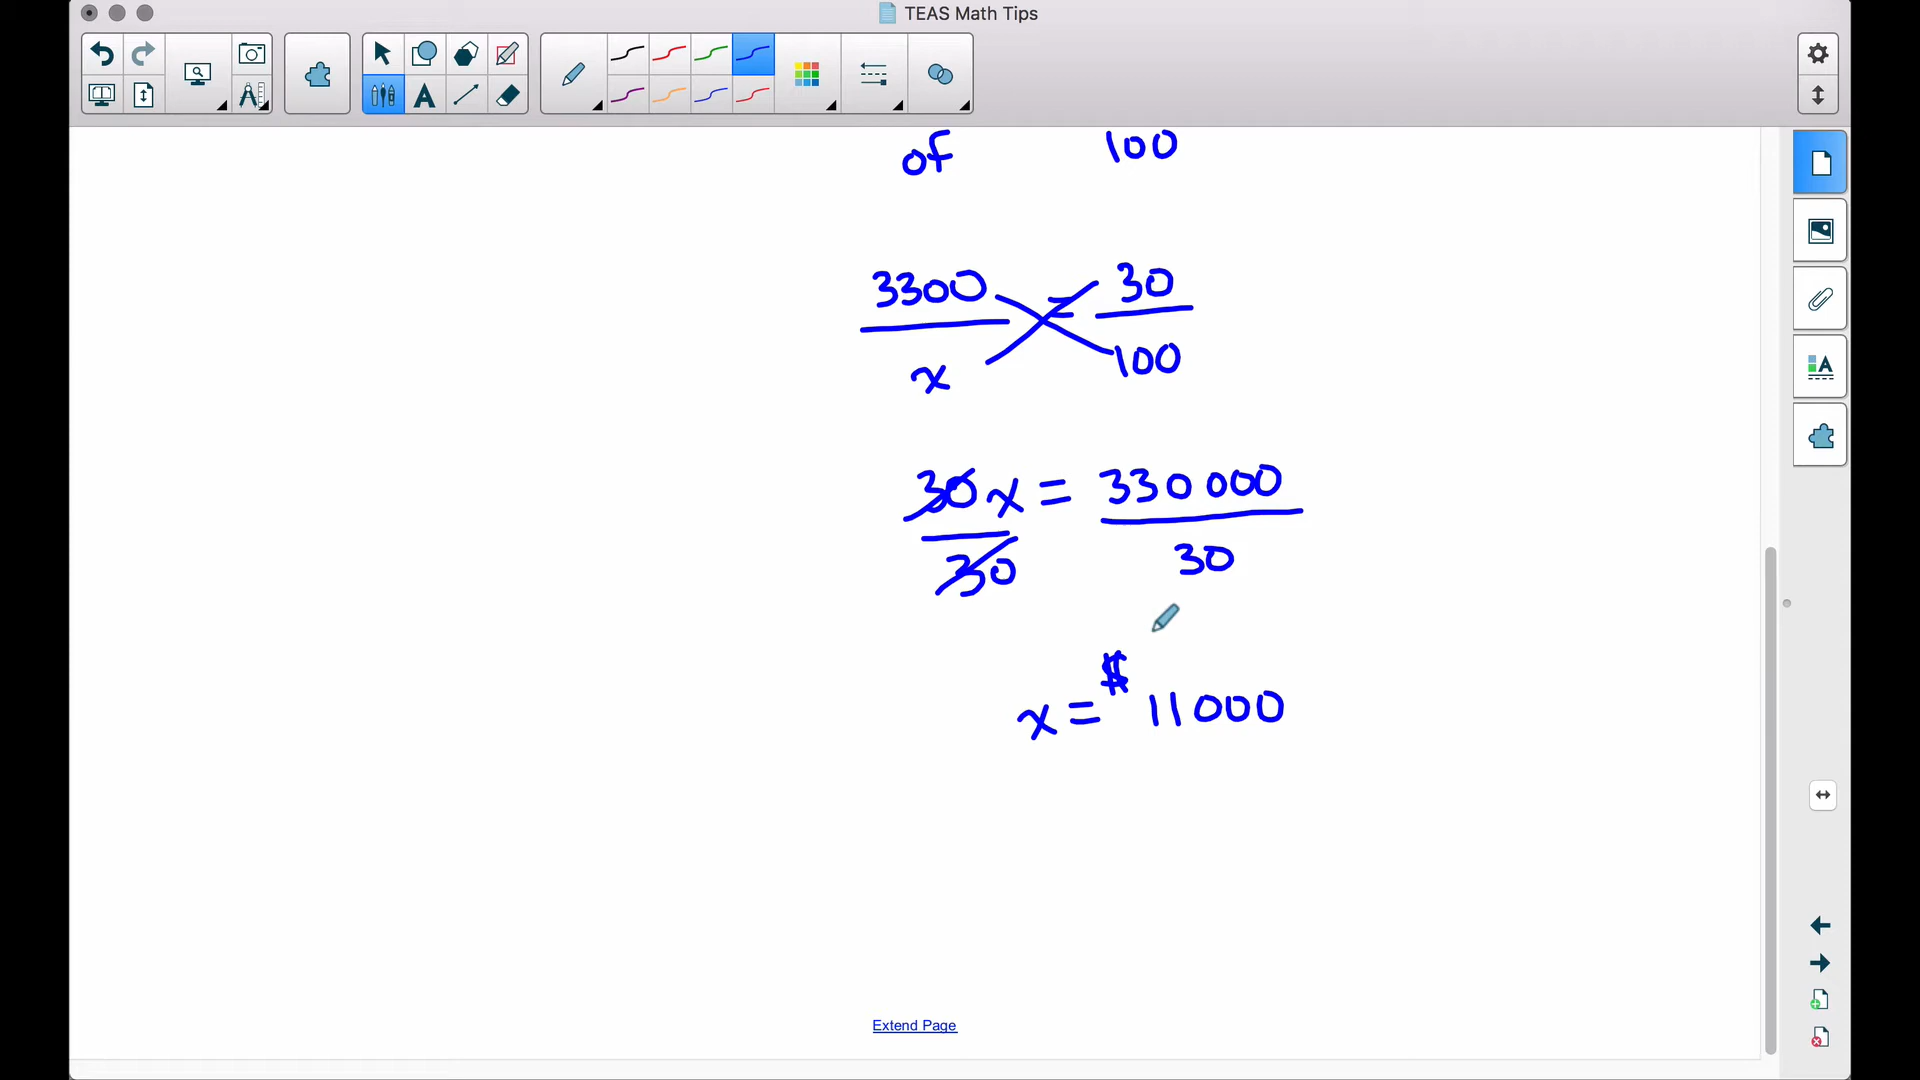 TEAS Math Tips
of 100
3300 = 30
x 100
30x = 330000
30 30
x = $ 11000
Extend Page